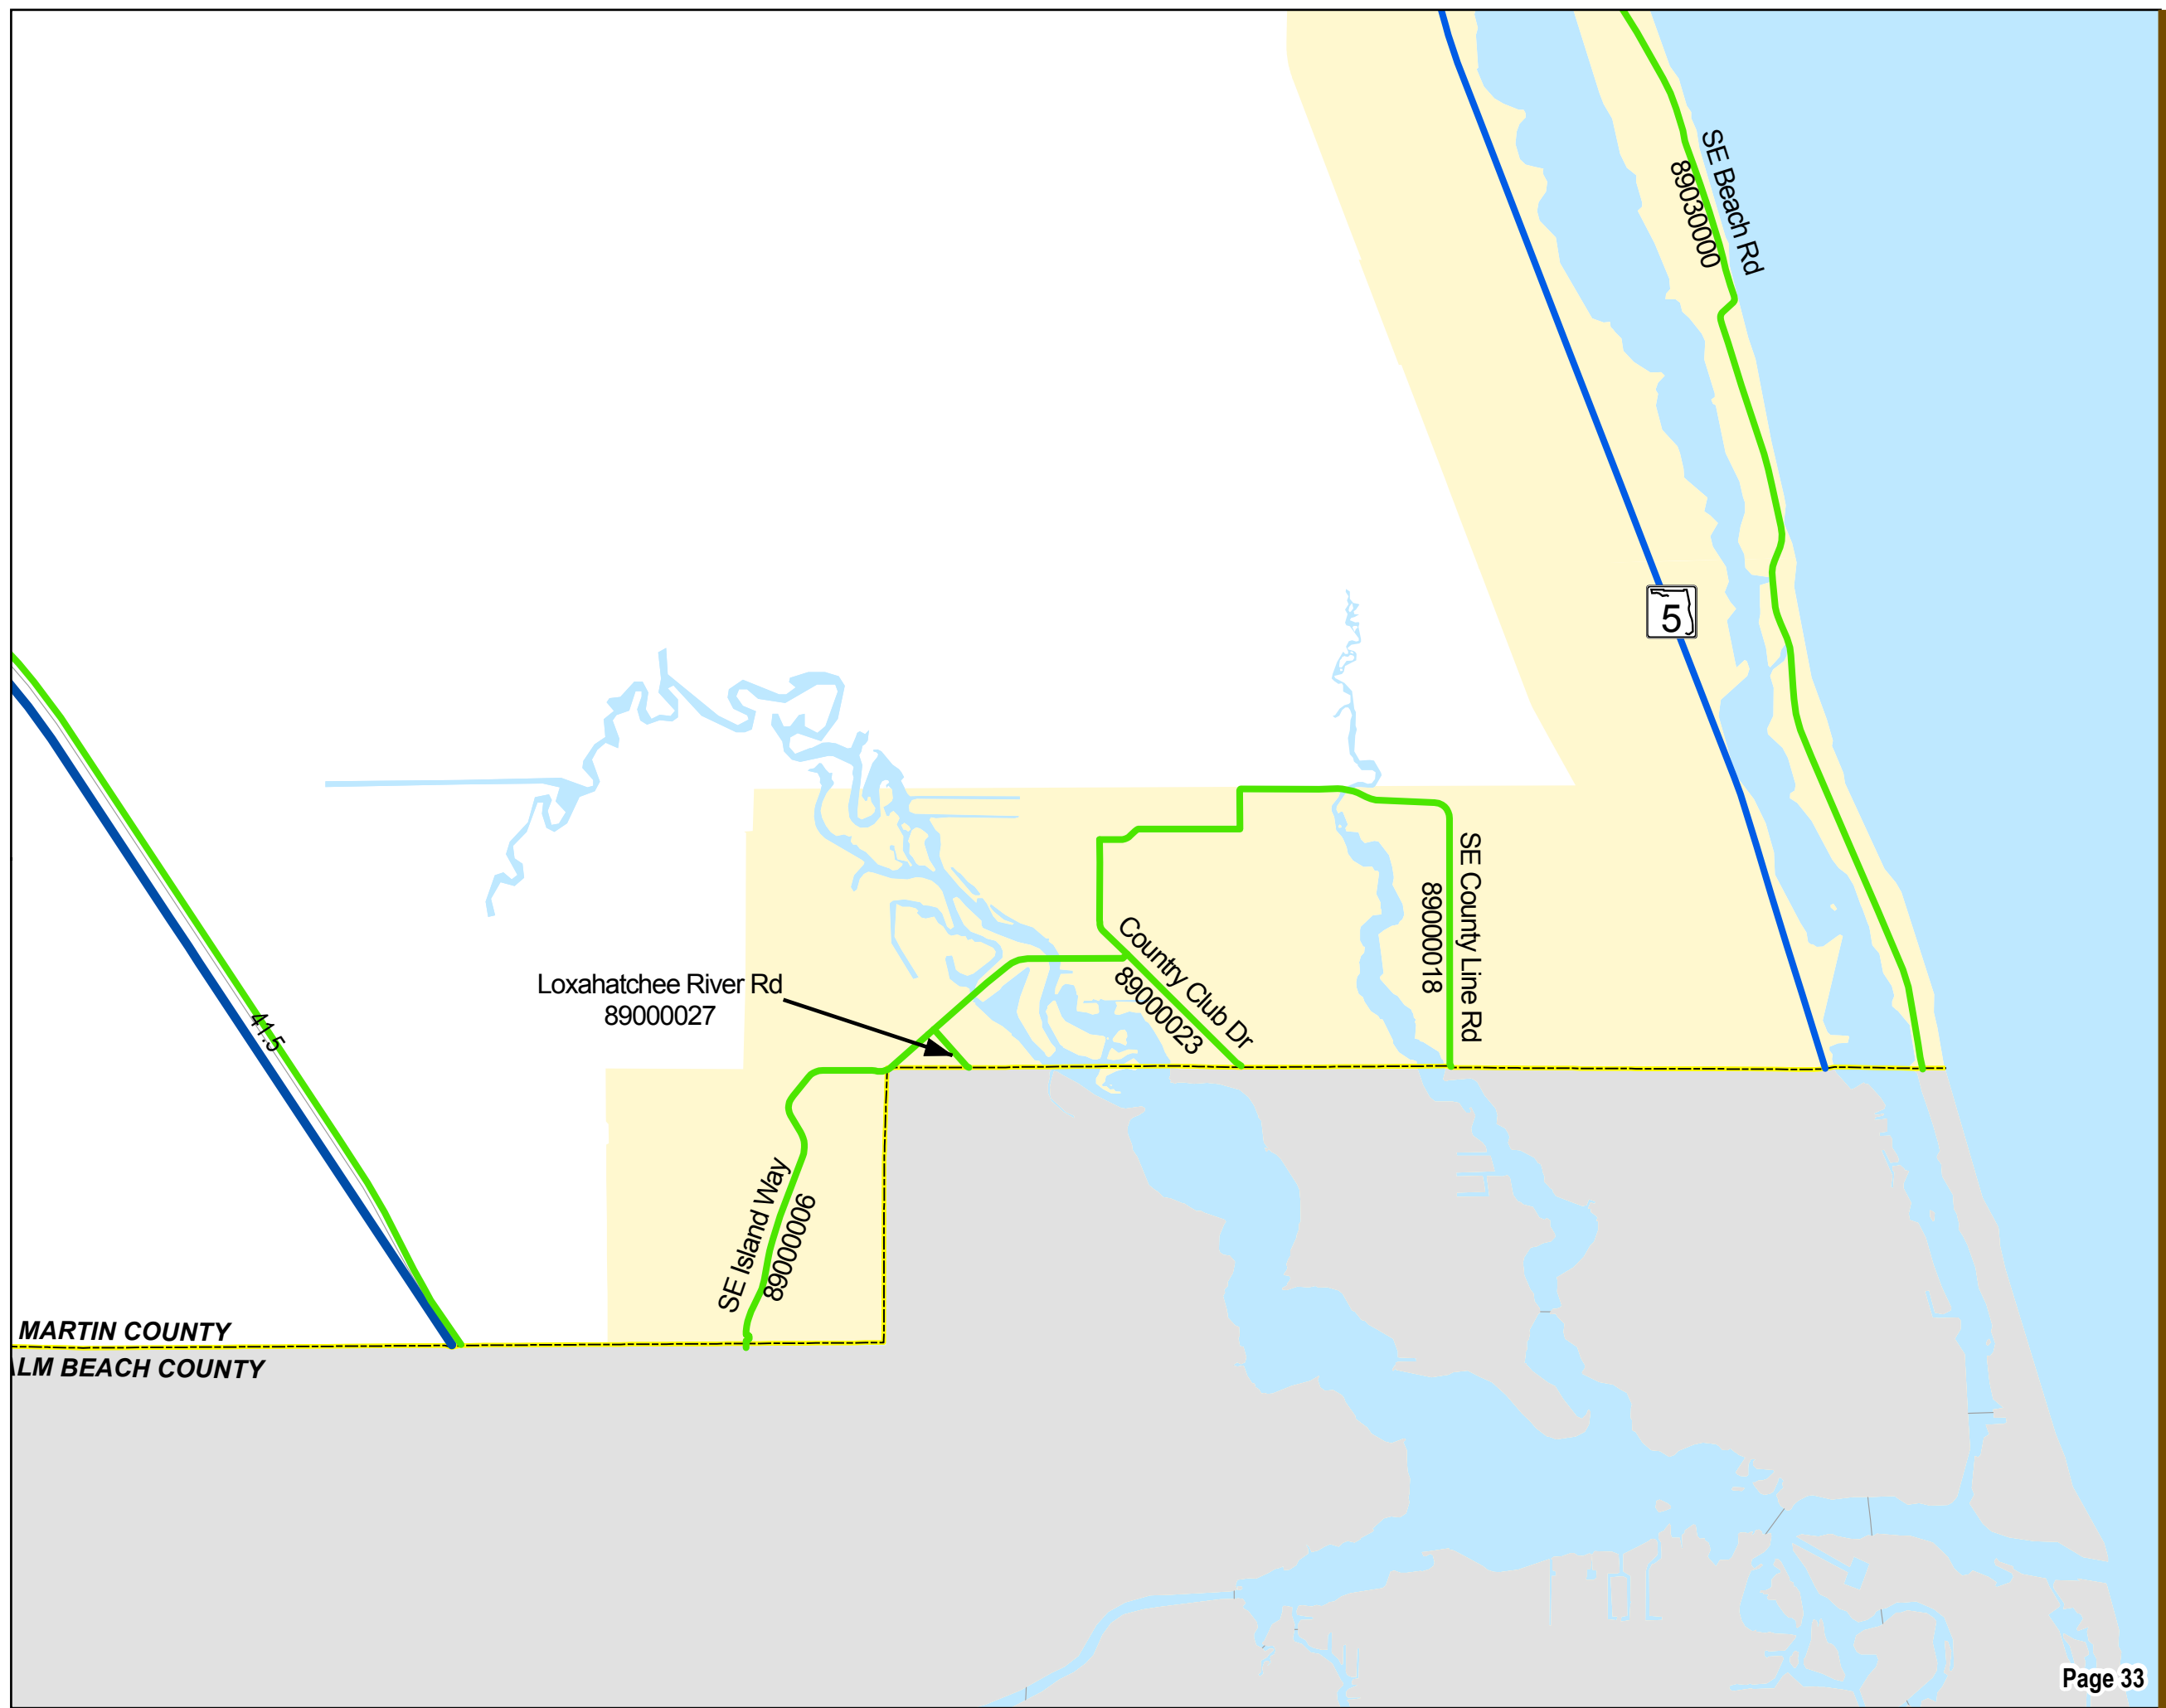 SE Beach Rd
89030000
5
SE County Line Rd
89000018
Country Club Dr
89000023
Loxahatchee River Rd
89000027
41.5
SE Island Way
89000006
MARTIN COUNTY
LM BEACH COUNTY
Page 33